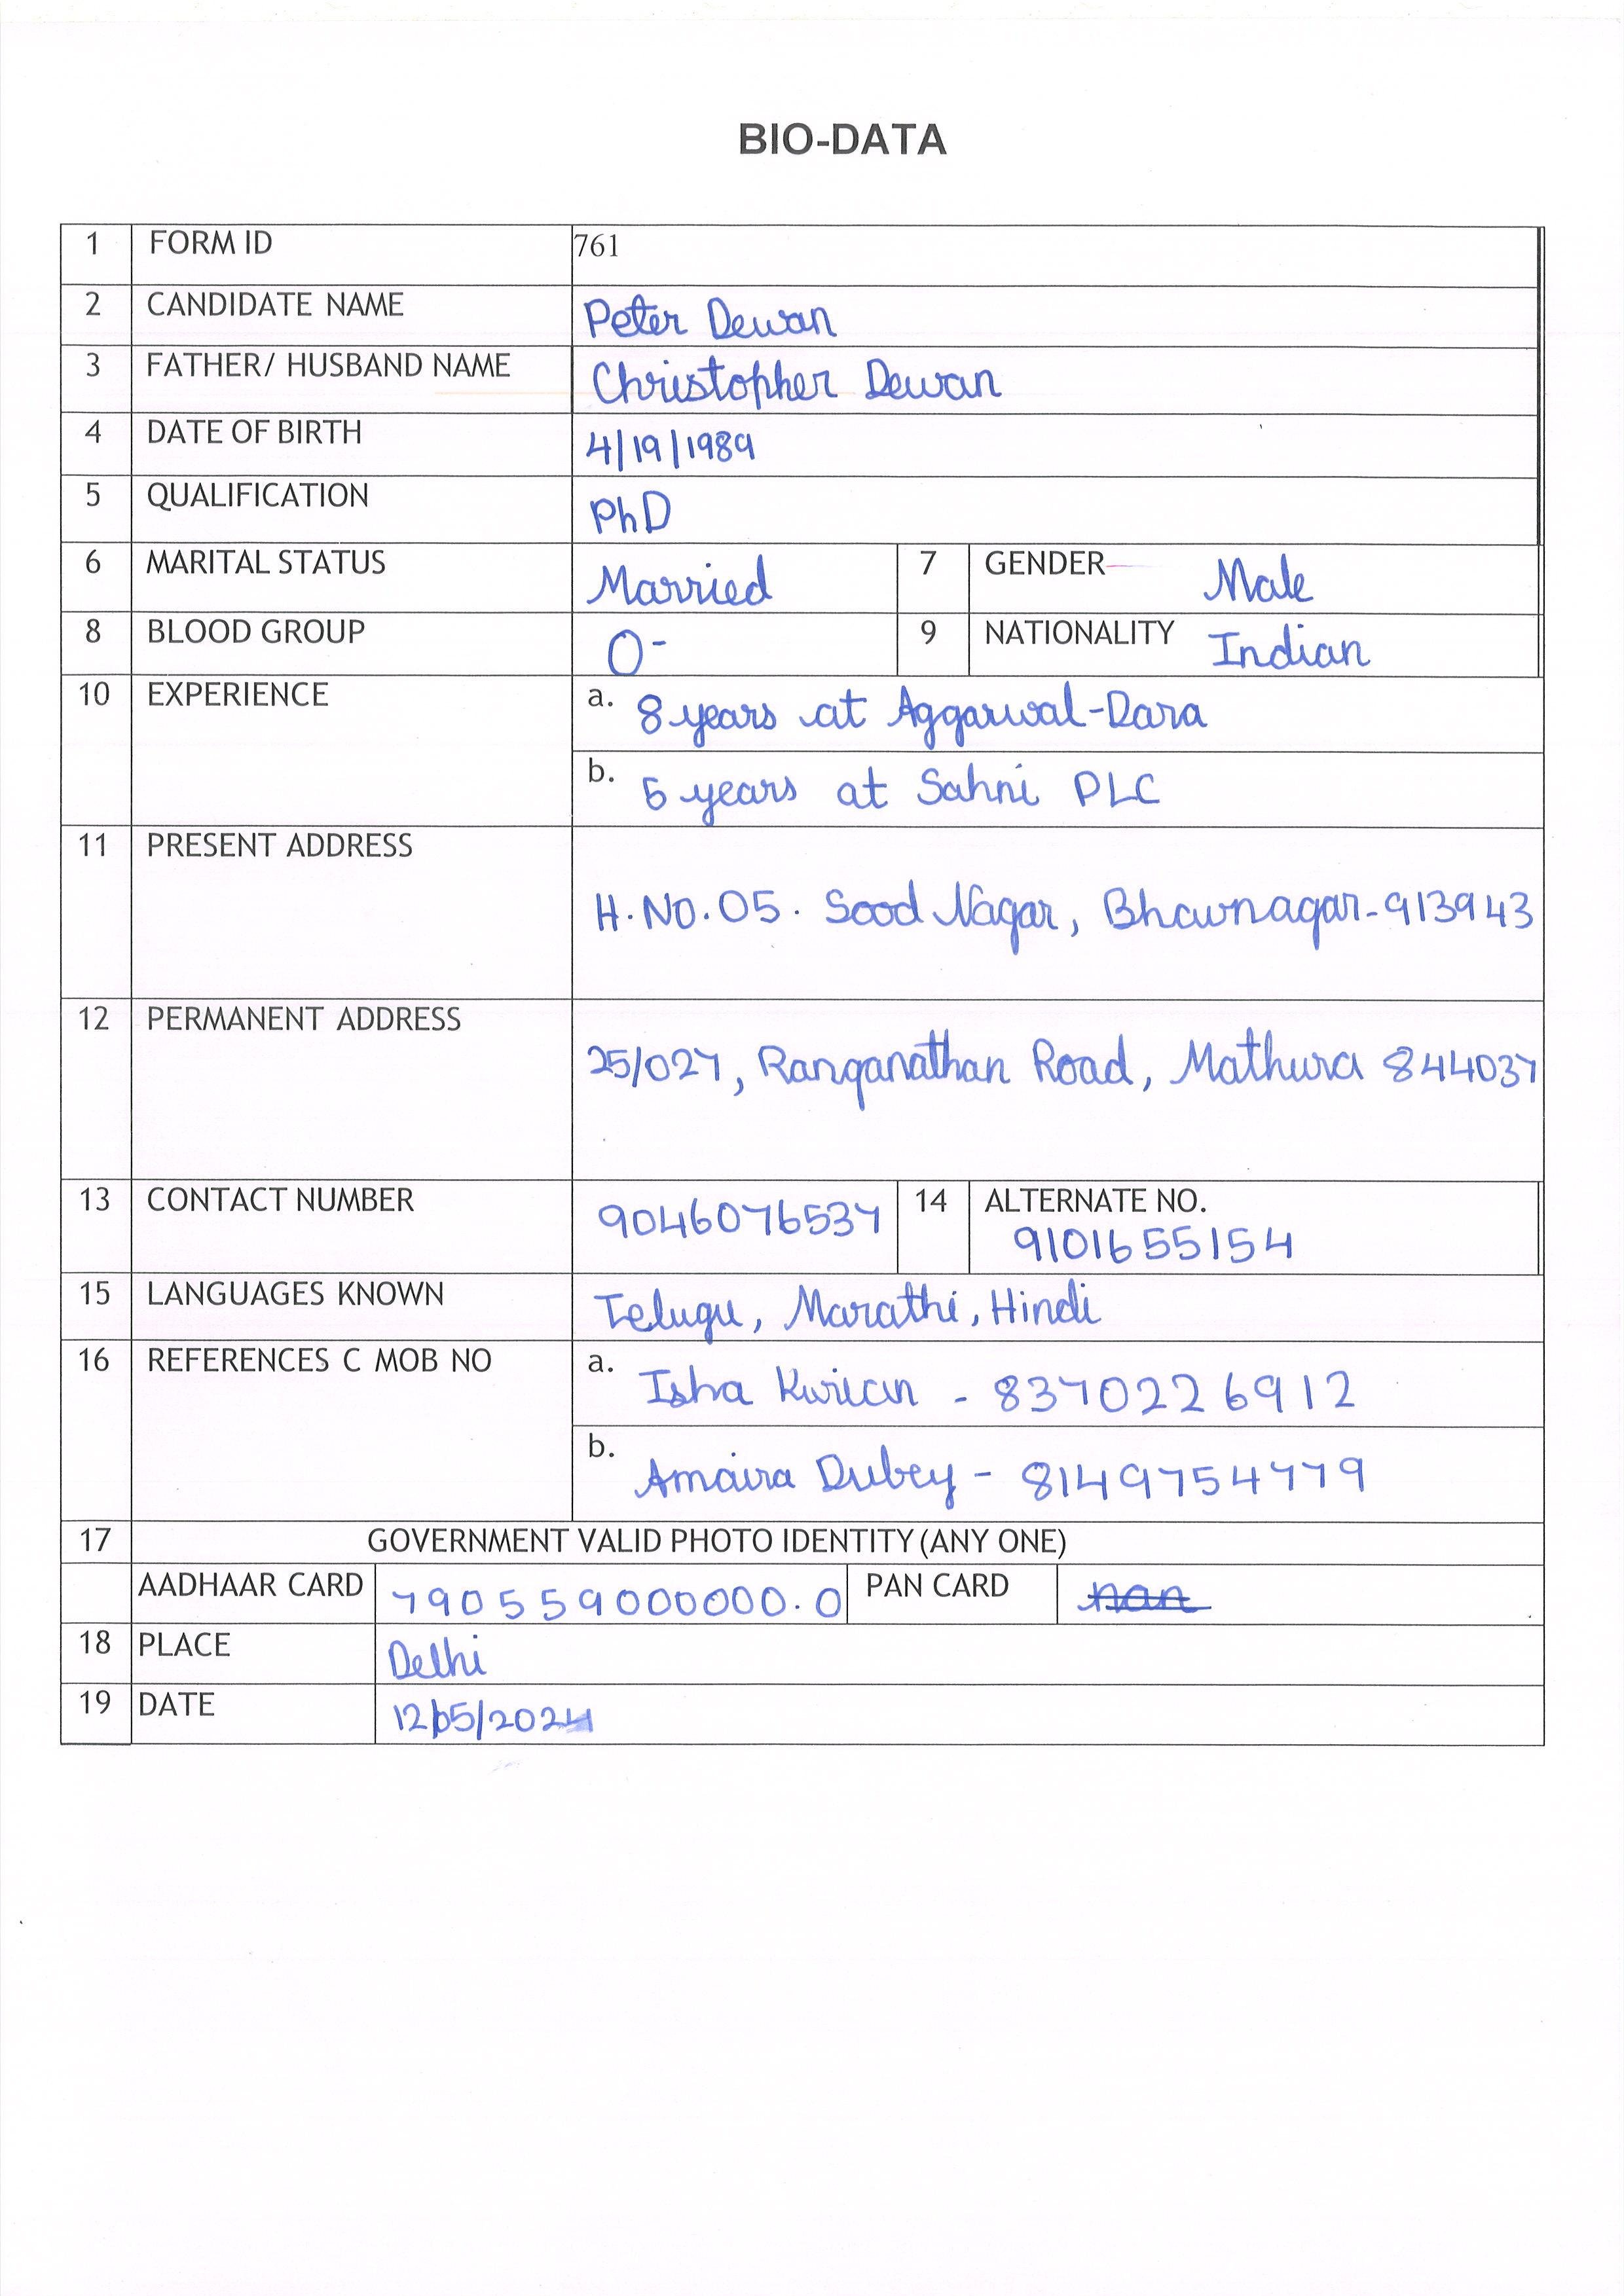 BIO-DATA
1 FORM ID 761
2 CANDIDATE NAME Peter Dewan
3 FATHER/ HUSBAND NAME Christopher Dewan
4 DATE OF BIRTH 4/19/1989
5 QUALIFICATION PhD
6 MARITAL STATUS Married 7 GENDER Male
8 BLOOD GROUP O- 9 NATIONALITY Indian
10 EXPERIENCE a. 8 years at Aggarwal-Dara
b. 5 years at Sahni PLC
11 PRESENT ADDRESS
H.NO.05. Sood Nagar, Bhavnagar-913943
12 PERMANENT ADDRESS
25/027, Ranganathan Road, Mathura 844037
13 CONTACT NUMBER 9046076537 14 ALTERNATE NO.
9101655154
15 LANGUAGES KNOWN Telugu, Marathi, Hindi
16 REFERENCES C MOB NO a. Isha Kurian - 8370226912
b. Amaira Dubey - 8149754779
17 GOVERNMENT VALID PHOTO IDENTITY (ANY ONE)
AADHAAR CARD 790559000000.0 PAN CARD nan
18 PLACE Delhi
19 DATE 12/05/2024